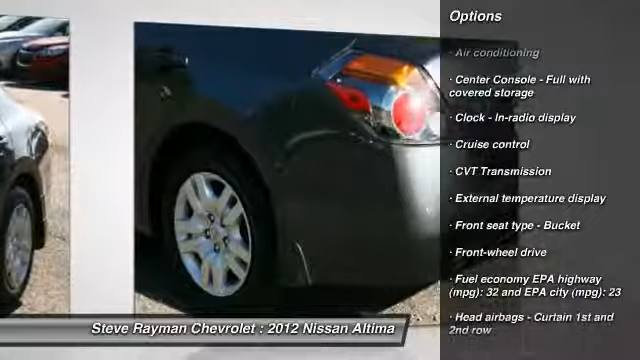 Options
· Air conditioning
· Center Console - Full with
covered storage
· Clock - In-radio display
· Cruise control
· CVT Transmission
· External temperature display
· Front seat type - Bucket
· Front-wheel drive
· Fuel economy EPA highway
(mpg): 32 and EPA city (mpg): 23
· Head airbags - Curtain 1st and
2nd row
Steve Rayman Chevrolet : 2012 Nissan Altima